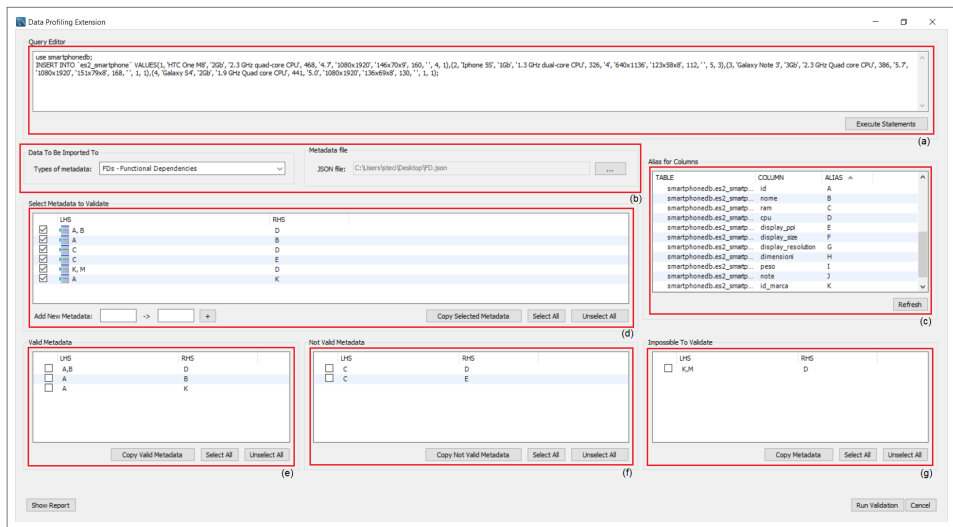 Data Profiling Extension
Query Editor
use smartphonedb;
INSERT INTO `es2_smartphone` VALUES(1, 'HTC One M8', '2Gb', '2.3 GHz quad-core CPU', 468, '4.7', '1080x1920', '146x70x9', 160, '', 4, 1),(2, 'Iphone 5S', '1Gb', '1.3 GHz dual-core CPU', 326, '4', '640x1136', '123x58x8', 112, '', 5, 3),(3, 'Galaxy Note 3', '3Gb', '2.3 GHz Quad core CPU', 386, '5.7',
'1080x1920', '151x79x8', 168, '', 1, 1),(4, 'Galaxy S4', '2Gb', '1.9 GHz Quad core CPU', 441, '5.0', '1080x1920', '136x69x8', 130, '', 1, 1);
Execute Statements
(a)
Data To Be Imported To
Types of metadata: FDs - Functional Dependencies
Metadata file
JSON file: C:\Users\steci\Desktop\FD.json ...
(b)
Alias for Columns
TABLE COLUMN ALIAS
smartphonedb.es2_smartp... id A
smartphonedb.es2_smartp... nome B
smartphonedb.es2_smartp... ram C
smartphonedb.es2_smartp... cpu D
smartphonedb.es2_smartp... display_ppi E
smartphonedb.es2_smartp... display_size F
smartphonedb.es2_smartp... display_resolution G
smartphonedb.es2_smartp... dimensioni H
smartphonedb.es2_smartp... peso I
smartphonedb.es2_smartp... note J
smartphonedb.es2_smartp... id_marca K
Refresh
(c)
Select Metadata to Validate
LHS RHS
A, B D
A B
C D
C E
K, M D
A K
Add New Metadata: -> +
Copy Selected Metadata Select All Unselect All
(d)
Valid Metadata
LHS RHS
A,B D
A B
A K
Copy Valid Metadata Select All Unselect All
(e)
Not Valid Metadata
LHS RHS
C D
C E
Copy Not Valid Metadata Select All Unselect All
(f)
Impossible To Validate
LHS RHS
K,M D
Copy Metadata Select All Unselect All
(g)
Show Report
Run Validation Cancel